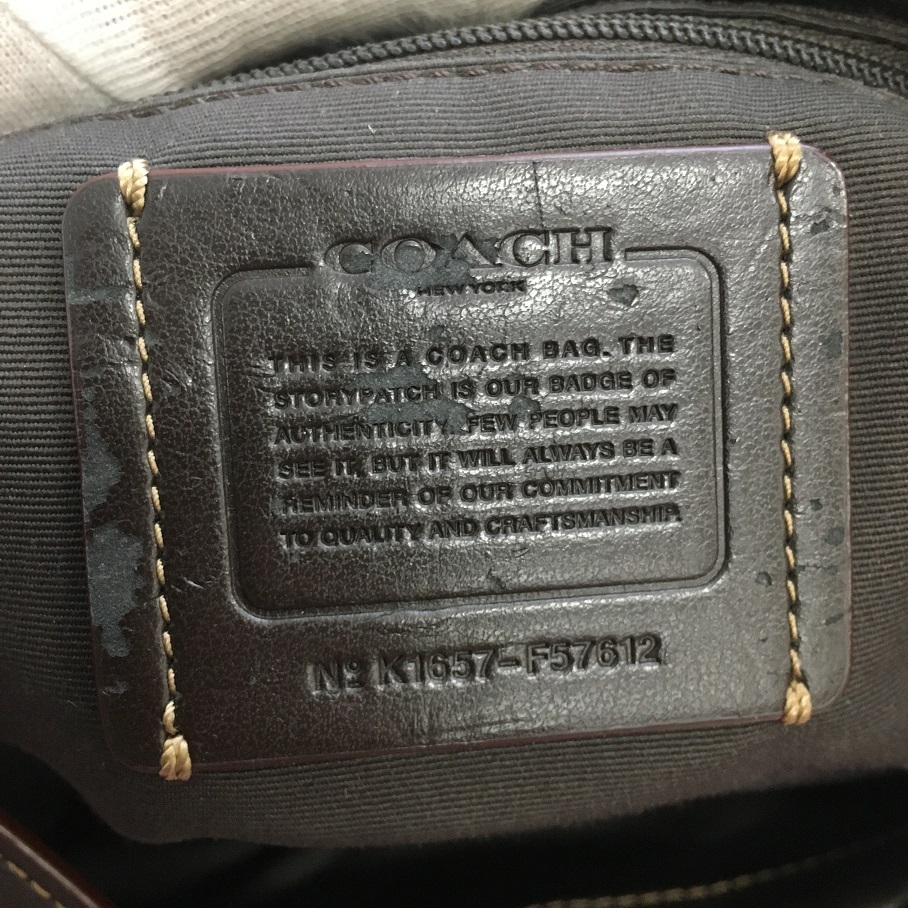 COACH
NEW YORK
THIS IS A COACH BAG. THE
STORYPATCH IS OUR BADGE OF
AUTHENTICITY. FEW PEOPLE MAY
SEE IT, BUT IT WILL ALWAYS BE A
REMINDER OF OUR COMMITMENT
TO QUALITY AND CRAFTSMANSHIP.
Nº K1657-F57612